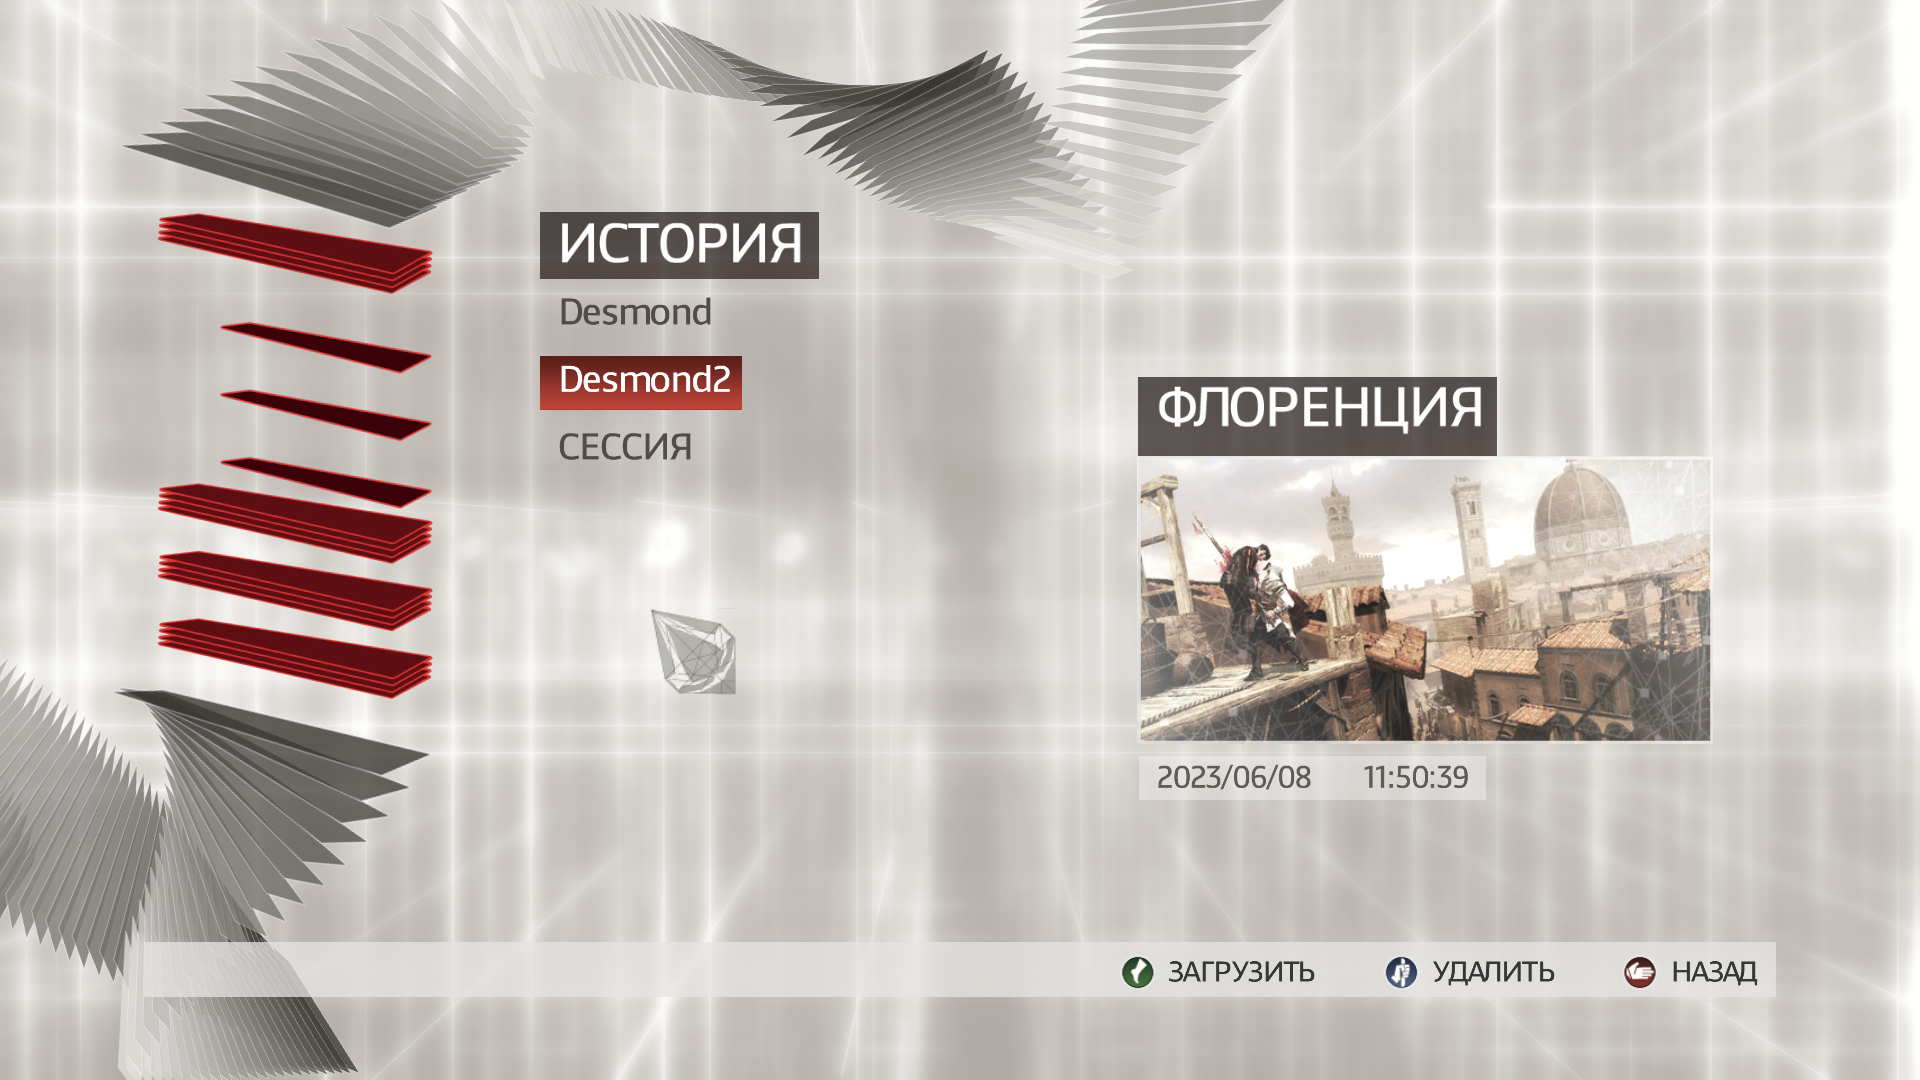 ИСТОРИЯ
Desmond
Desmond2
СЕССИЯ
ФЛОРЕНЦИЯ
2023/06/08 11:50:39
ЗАГРУЗИТЬ УДАЛИТЬ НАЗАД